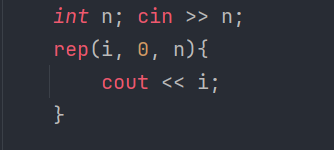 int n; cin >> n;
rep(i, 0, n){
    cout << i;
}